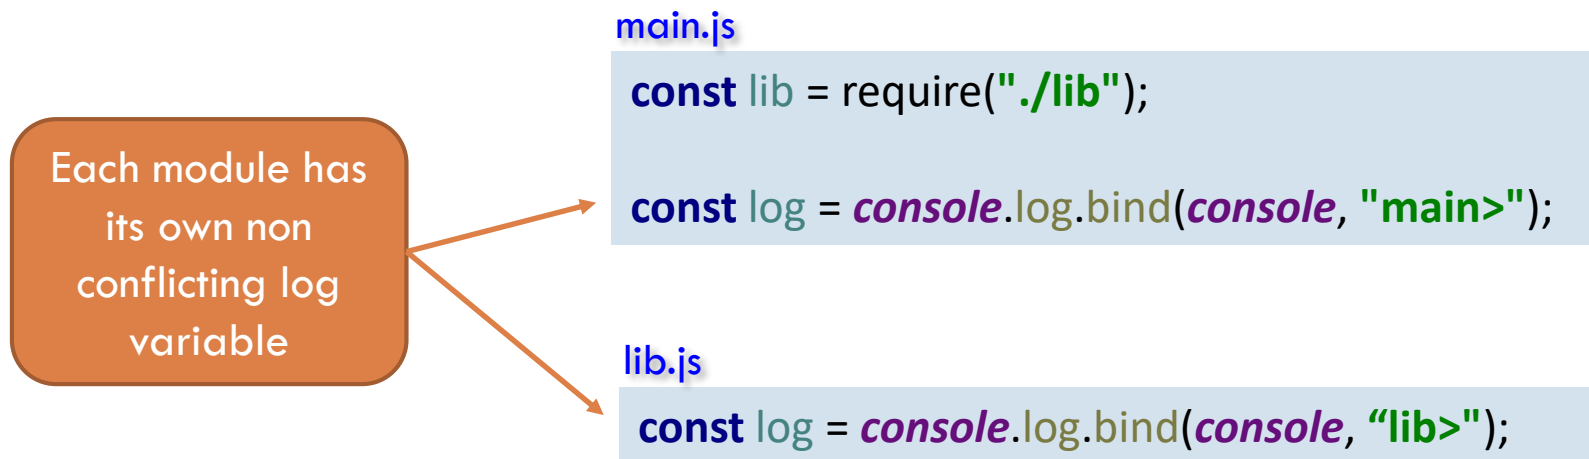 main.js
const lib = require("./lib");
const log = console.log.bind(console, "main>");
Each module has
its own non
conflicting log
variable
lib.js
const log = console.log.bind(console, “lib>");